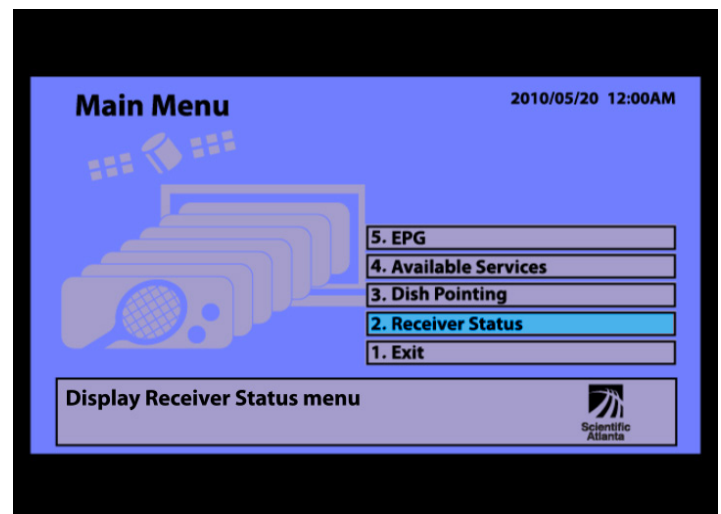 Main Menu
2010/05/20 12:00AM
5. EPG
4. Available Services
3. Dish Pointing
2. Receiver Status
1. Exit
Display Receiver Status menu
Scientific
Atlanta